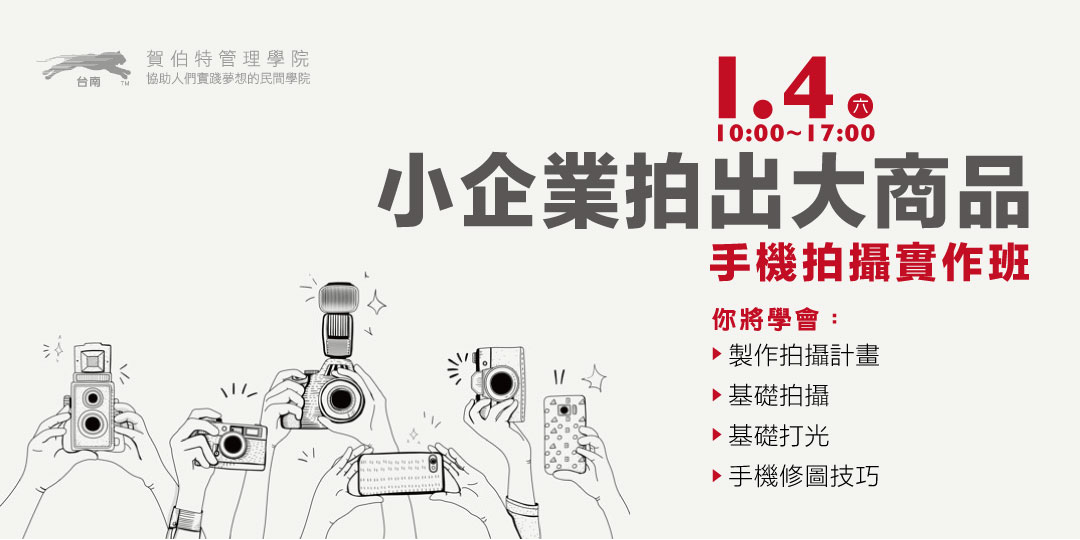 賀伯特管理學院
協助人們實踐夢想的民間學院
台南
TM
1.4 六
10:00~17:00
小企業拍出大商品
手機拍攝實作班
你將學會：
製作拍攝計畫
基礎拍攝
基礎打光
手機修圖技巧